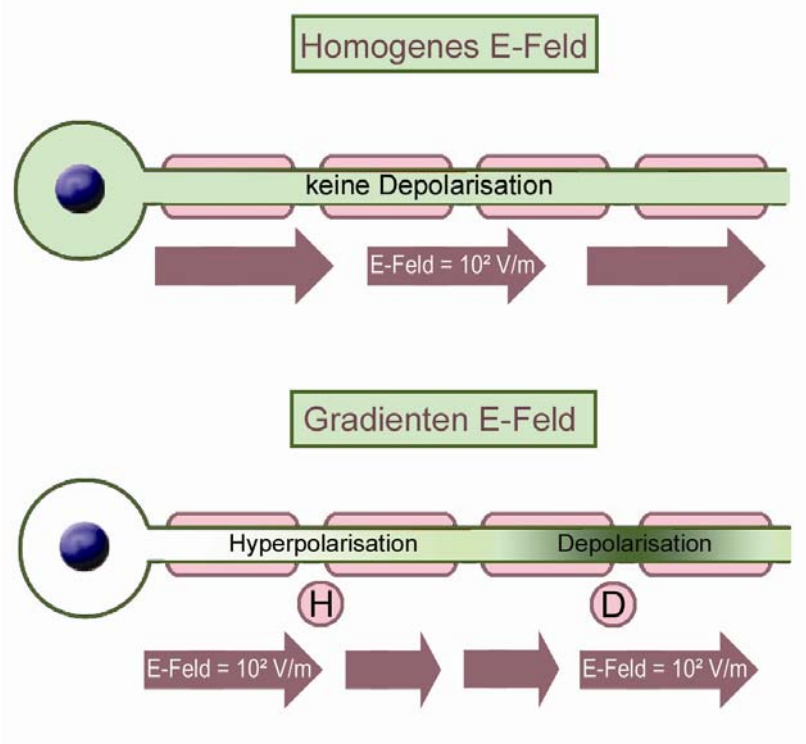 Homogenes E-Feld
keine Depolarisation
E-Feld = 10² V/m
Gradienten E-Feld
Hyperpolarisation
Depolarisation
H
D
E-Feld = 10² V/m
E-Feld = 10² V/m